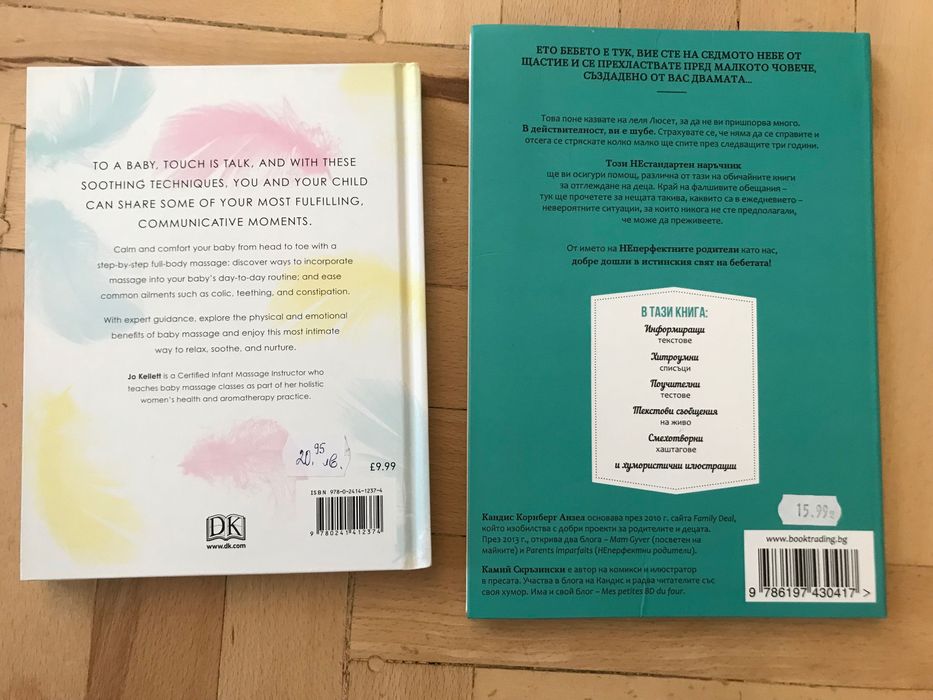 TO A BABY, TOUCH IS TALK, AND WITH THESE
SOOTHING TECHNIQUES, YOU AND YOUR CHILD
CAN SHARE SOME OF YOUR MOST FULFILLING,
COMMUNICATIVE MOMENTS.
Calm and comfort your baby from head to toe with a
step-by-step full-body massage; discover ways to incorporate
massage into your baby's day-to-day routine; and ease
common ailments such as colic, teething, and constipation.
With expert guidance, explore the physical and emotional
benefits of baby massage and enjoy this most intimate
way to relax, soothe, and nurture.
Jo Kellett is a Certified Infant Massage Instructor who
teaches baby massage classes as part of her holistic
women's health and aromatherapy practice.
20.95 лв.
£9.99
ISBN 978-0-2414-1237-4
9 780241 412374
DK
www.dk.com
ЕТО БЕБЕТО Е ТУК, ВИЕ СТЕ НА СЕДМОТО НЕБЕ ОТ
ЩАСТИЕ И СЕ ПРЕХЛАСТВАТЕ ПРЕД МАЛКОТО ЧОВЕЧЕ,
СЪЗДАДЕНО ОТ ВАС ДВАМАТА...
Това поне казвате на леля Люсет, за да не ви пришпорва много.
В действителност, ви е шубе. Страхувате се, че няма да се справите и
отсега се стряскате колко малко ще спите през следващите три години.
Този НЕстандартен наръчник
ще ви осигури помощ, различна от тази на обичайните книги
за отглеждане на деца. Край на фалшивите обещания –
тук ще прочетете за нещата такива, каквито са в ежедневието –
невероятните ситуации, за които никога не сте предполагали,
че може да преживеете.
От името на НЕперфектните родители като нас,
добре дошли в истинския свят на бебетата!
В ТАЗИ КНИГА:
Информиращи
текстове
Хитроумни
списъци
Поучителни
тестове
Текстови съобщения
на живо
Смехотворни
хаштагове
и хумористични илюстрации
Кандис Корнберг Анзел основава през 2010 г. сайта Family Deal,
който изобилства с добри проекти за родителите и децата.
През 2013 г., открива два блога – Mam Gyver (посветен на
майките) и Parents imparfaits (НЕперфектни родители).
Камий Скръзински е автор на комикси и илюстратор
в пресата. Участва в блога на Кандис и радва читателите със
своя хумор. Има и свой блог – Mes petites BD du four.
15.99
www.booktrading.bg
9 786197 430417 >